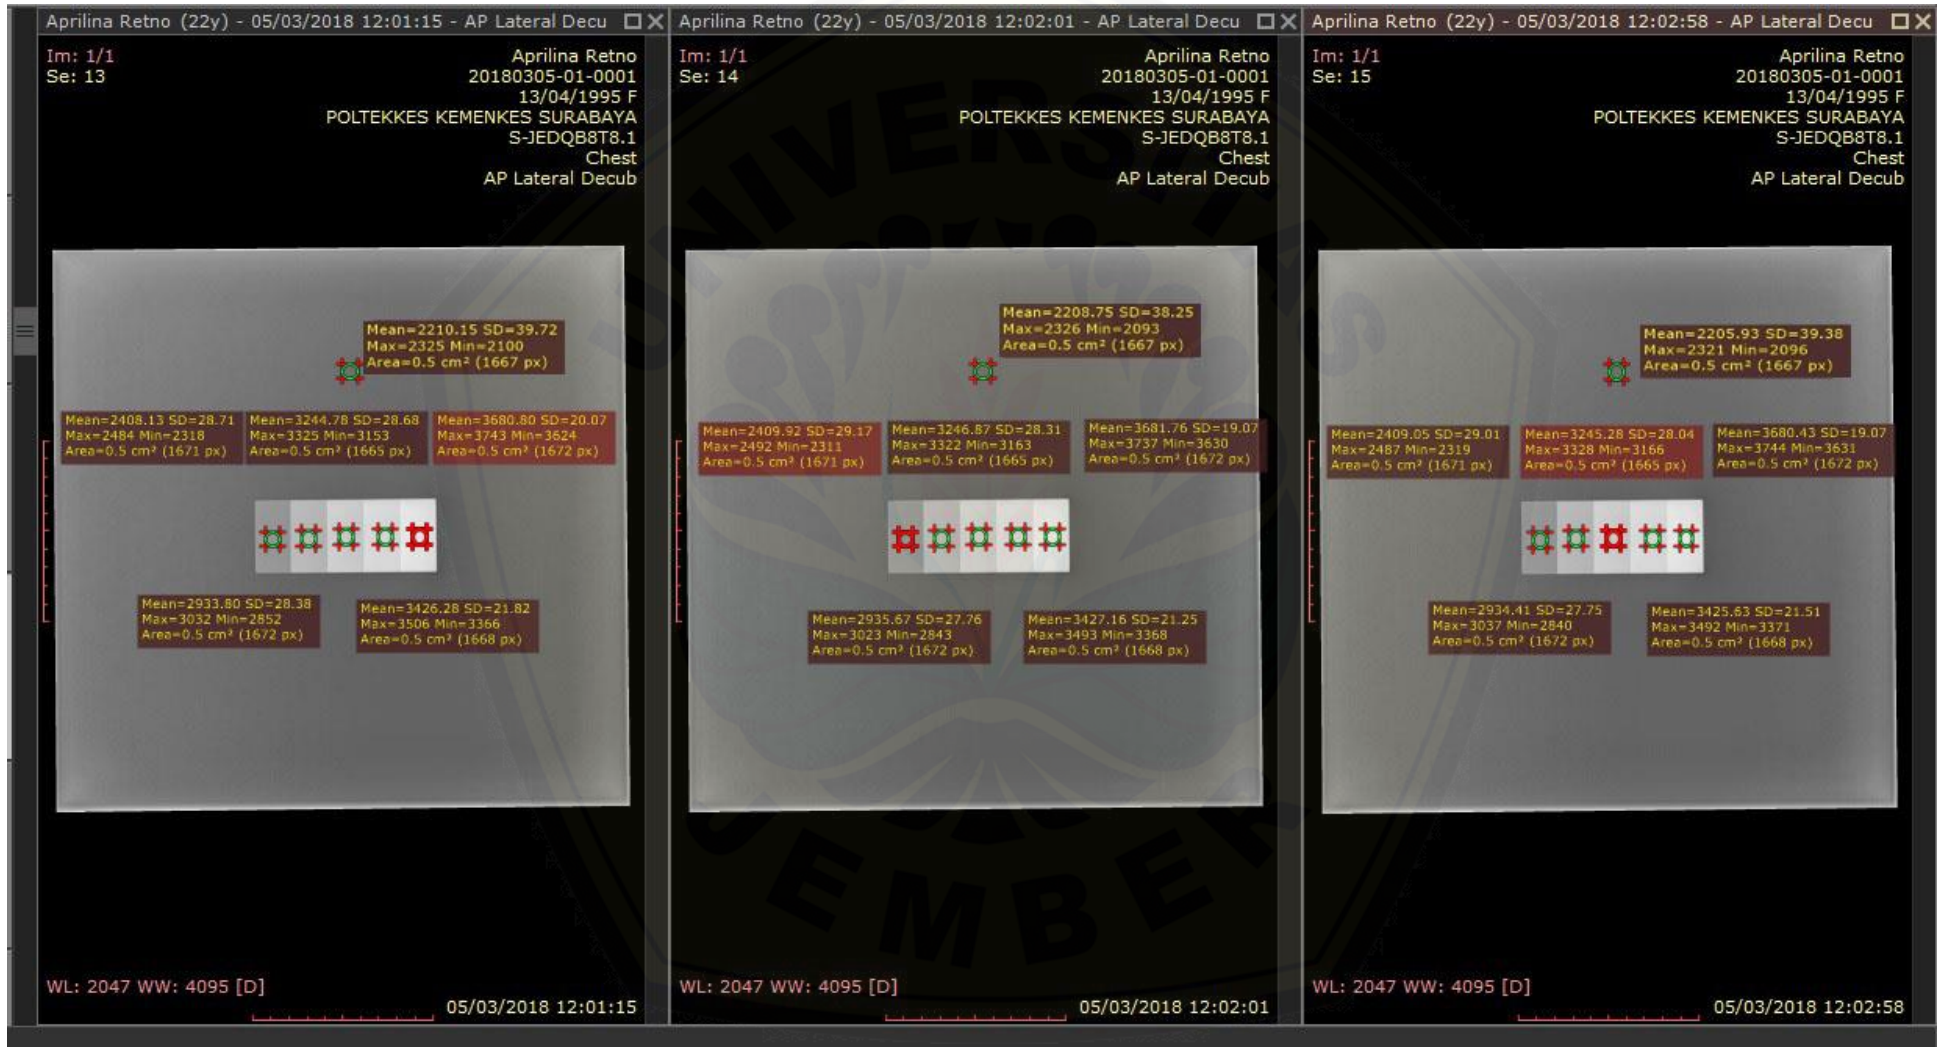 Aprilina Retno (22y) - 05/03/2018 12:01:15 - AP Lateral Decu
Im: 1/1
Se: 13
Aprilina Retno
20180305-01-0001
13/04/1995 F
POLTEKKES KEMENKES SURABAYA
S-JEDQB8T8.1
Chest
AP Lateral Decub
Mean=2210.15 SD=39.72
Max=2325 Min=2100
Area=0.5 cm² (1667 px)
Mean=2408.13 SD=28.71
Max=2484 Min=2318
Area=0.5 cm² (1671 px)
Mean=3244.78 SD=28.68
Max=3325 Min=3153
Area=0.5 cm² (1665 px)
Mean=3680.80 SD=20.07
Max=3743 Min=3624
Area=0.5 cm² (1672 px)
Mean=2933.80 SD=28.38
Max=3032 Min=2852
Area=0.5 cm² (1672 px)
Mean=3426.28 SD=21.82
Max=3506 Min=3366
Area=0.5 cm² (1668 px)
WL: 2047 WW: 4095 [D]
05/03/2018 12:01:15
Aprilina Retno (22y) - 05/03/2018 12:02:01 - AP Lateral Decu
Im: 1/1
Se: 14
Aprilina Retno
20180305-01-0001
13/04/1995 F
POLTEKKES KEMENKES SURABAYA
S-JEDQB8T8.1
Chest
AP Lateral Decub
Mean=2208.75 SD=38.25
Max=2326 Min=2093
Area=0.5 cm² (1667 px)
Mean=2409.92 SD=29.17
Max=2492 Min=2311
Area=0.5 cm² (1671 px)
Mean=3246.87 SD=28.31
Max=3322 Min=3163
Area=0.5 cm² (1665 px)
Mean=3681.76 SD=19.07
Max=3737 Min=3630
Area=0.5 cm² (1672 px)
Mean=2935.67 SD=27.76
Max=3023 Min=2843
Area=0.5 cm² (1672 px)
Mean=3427.16 SD=21.25
Max=3493 Min=3368
Area=0.5 cm² (1668 px)
WL: 2047 WW: 4095 [D]
05/03/2018 12:02:01
Aprilina Retno (22y) - 05/03/2018 12:02:58 - AP Lateral Decu
Im: 1/1
Se: 15
Aprilina Retno
20180305-01-0001
13/04/1995 F
POLTEKKES KEMENKES SURABAYA
S-JEDQB8T8.1
Chest
AP Lateral Decub
Mean=2205.93 SD=39.38
Max=2321 Min=2096
Area=0.5 cm² (1667 px)
Mean=2409.05 SD=29.01
Max=2487 Min=2319
Area=0.5 cm² (1671 px)
Mean=3245.28 SD=28.04
Max=3328 Min=3166
Area=0.5 cm² (1665 px)
Mean=3680.43 SD=19.07
Max=3744 Min=3631
Area=0.5 cm² (1672 px)
Mean=2934.41 SD=27.75
Max=3037 Min=2840
Area=0.5 cm² (1672 px)
Mean=3425.63 SD=21.51
Max=3492 Min=3371
Area=0.5 cm² (1668 px)
WL: 2047 WW: 4095 [D]
05/03/2018 12:02:58
UNIVERSITAS
JEMBER